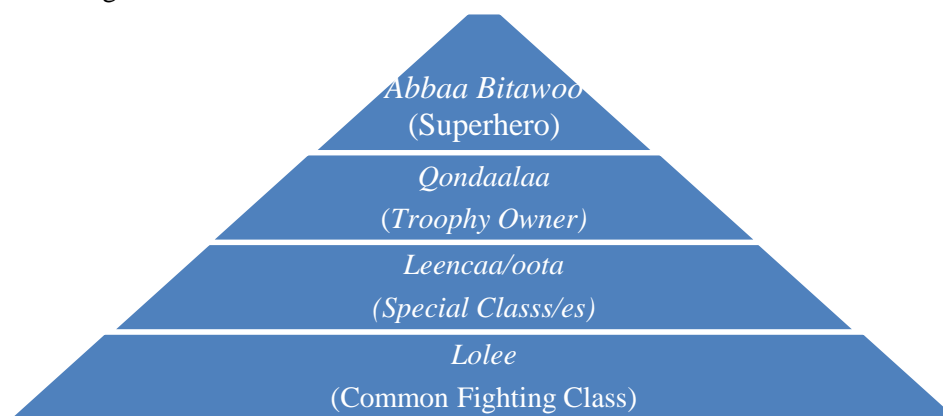 Abbaa Bitawoo
(Superhero)
Qondaalaa
(Troophy Owner)
Leencaa/oota
(Special Classs/es)
Lolee
(Common Fighting Class)